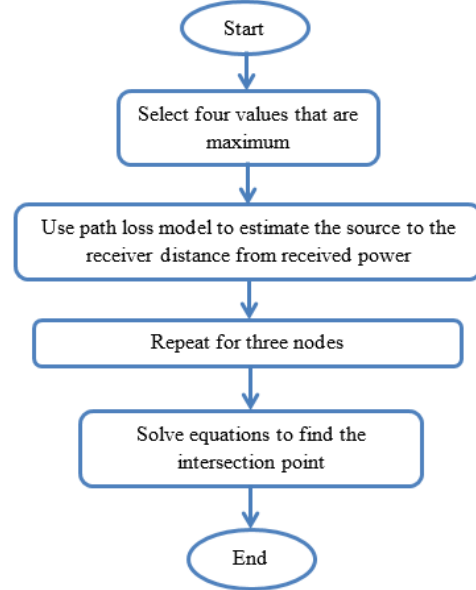 Start
Select four values that are
maximum
Use path loss model to estimate the source to the
receiver distance from received power
Repeat for three nodes
Solve equations to find the
intersection point
End